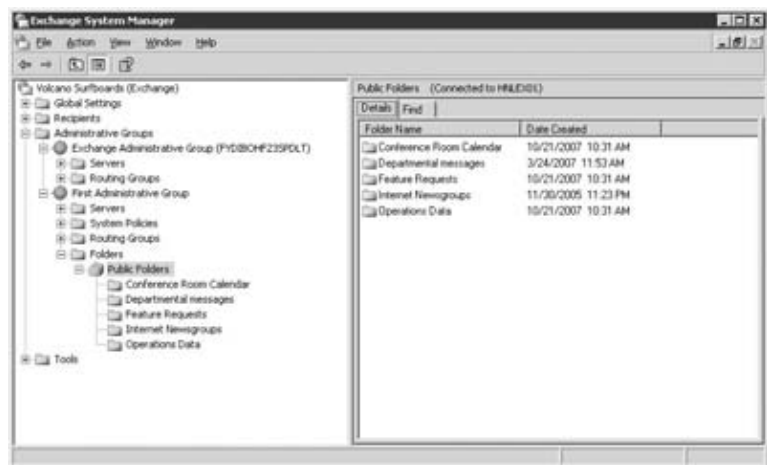 Exchange System Manager
File Action View Window Help
Volcano Surfboards (Exchange)
Global Settings
Recipients
Administrative Groups
Exchange Administrative Group (FYDIBOHF23SPDLT)
Servers
Routing Groups
First Administrative Group
Servers
System Policies
Routing Groups
Folders
Public Folders
Conference Room Calendar
Departmental messages
Feature Requests
Internet Newsgroups
Operations Data
Tools
Public Folders (Connected to HNLEX01)
Details Find
Folder Name Date Created
Conference Room Calendar 10/21/2007 10:31 AM
Departmental messages 3/24/2007 11:53 AM
Feature Requests 10/21/2007 10:31 AM
Internet Newsgroups 11/30/2005 11:23 PM
Operations Data 10/21/2007 10:31 AM